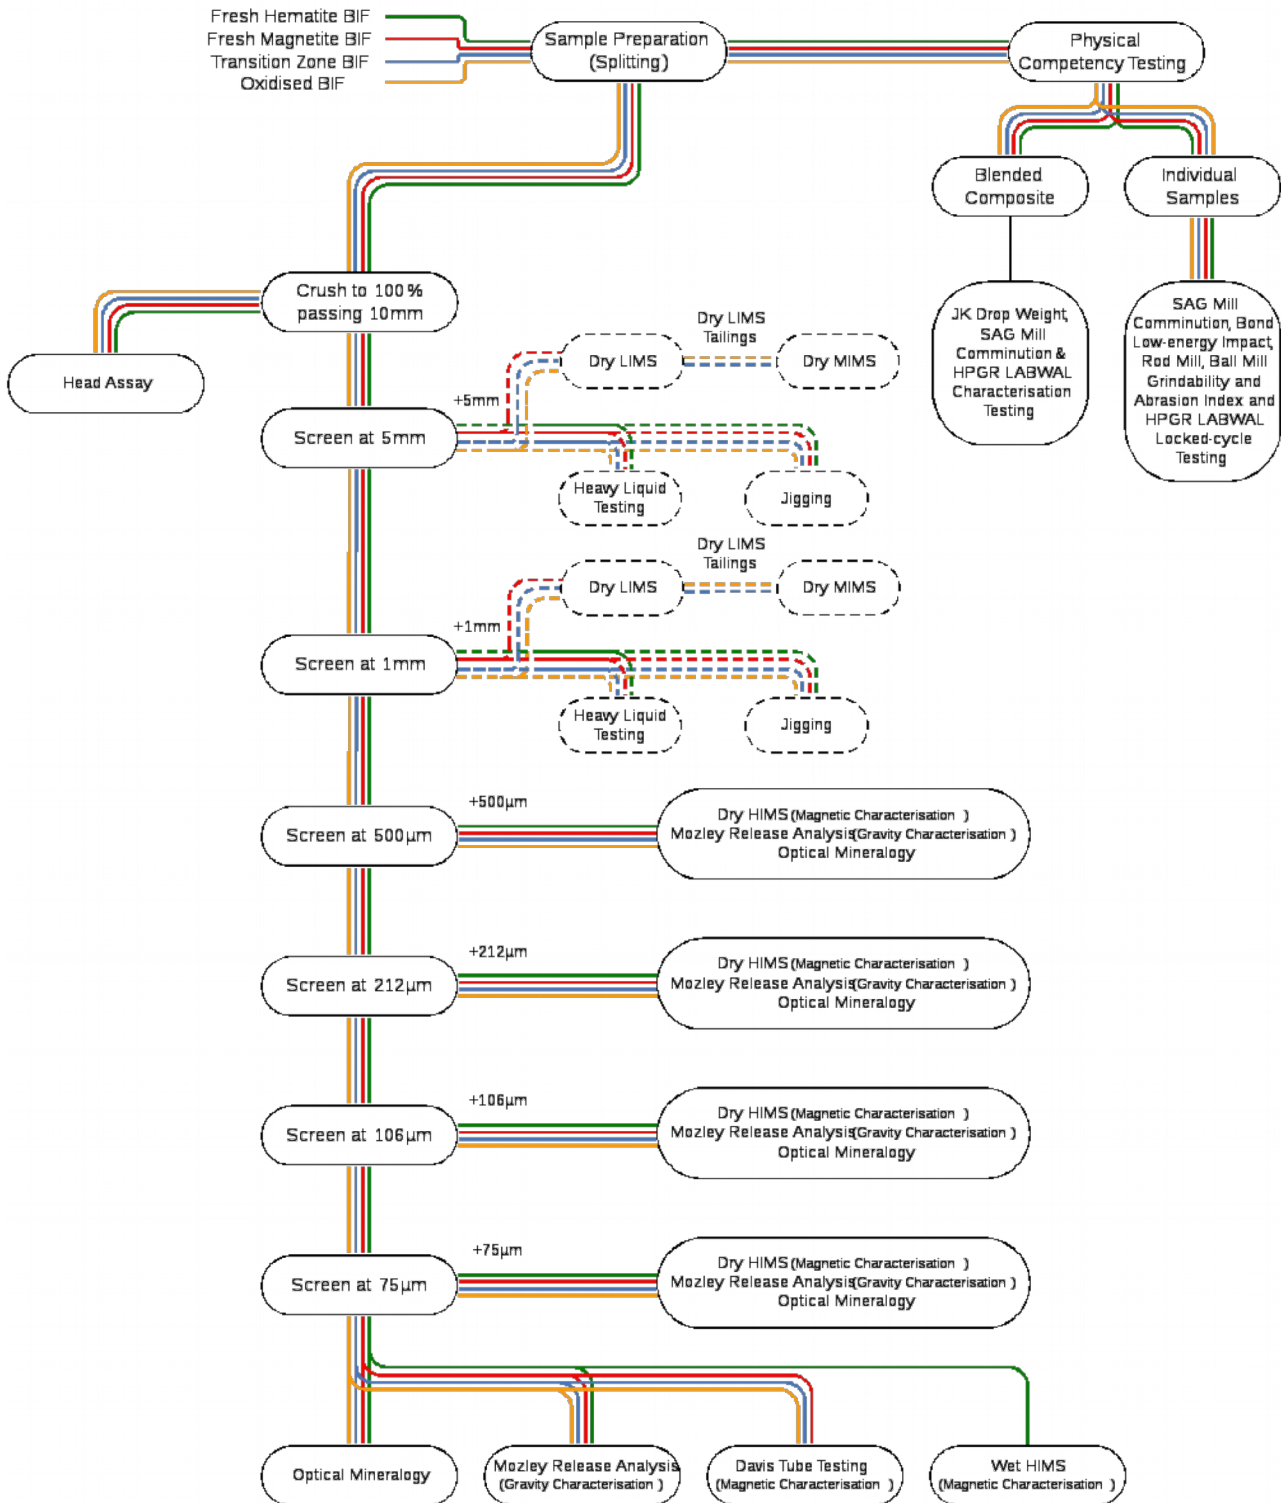 Fresh Hematite BIF
Fresh Magnetite BIF
Transition Zone BIF
Oxidised BIF
Sample Preparation
(Splitting)
Physical
Competency Testing
Blended
Composite
Individual
Samples
JK Drop Weight,
SAG Mill
Comminution &
HPGR LABWAL
Characterisation
Testing
SAG Mill
Comminution, Bond
Low-energy Impact,
Rod Mill, Ball Mill
Grindability and
Abrasion Index and
HPGR LABWAL
Locked-cycle
Testing
Crush to 100%
passing 10mm
Head Assay
Screen at 5mm
+5mm
Dry LIMS
Dry LIMS
Tailings
Dry MIMS
Heavy Liquid
Testing
Jigging
Screen at 1mm
+1mm
Dry LIMS
Dry LIMS
Tailings
Dry MIMS
Heavy Liquid
Testing
Jigging
Screen at 500µm
+500µm
Dry HIMS (Magnetic Characterisation )
Mozley Release Analysis(Gravity Characterisation )
Optical Mineralogy
Screen at 212µm
+212µm
Dry HIMS (Magnetic Characterisation )
Mozley Release Analysis(Gravity Characterisation )
Optical Mineralogy
Screen at 106µm
+106µm
Dry HIMS (Magnetic Characterisation )
Mozley Release Analysis(Gravity Characterisation )
Optical Mineralogy
Screen at 75µm
+75µm
Dry HIMS (Magnetic Characterisation )
Mozley Release Analysis(Gravity Characterisation )
Optical Mineralogy
Optical Mineralogy
Mozley Release Analysis
(Gravity Characterisation )
Davis Tube Testing
(Magnetic Characterisation )
Wet HIMS
(Magnetic Characterisation )